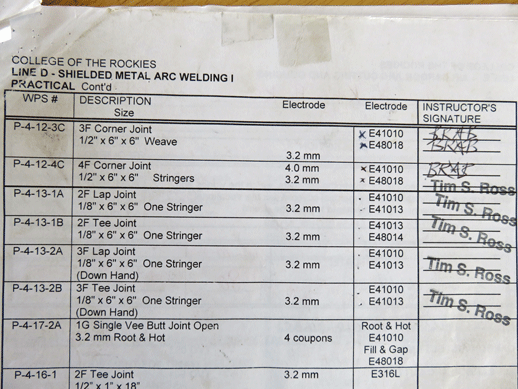 COLLEGE OF THE ROCKIES
LINE D - SHIELDED METAL ARC WELDING I
PRACTICAL Cont'd
WPS # DESCRIPTION Electrode Electrode INSTRUCTOR'S
Size SIGNATURE
P-4-12-3C 3F Corner Joint x E41010
1/2" x 6" x 6" Weave x E48018
3.2 mm
P-4-12-4C 4F Corner Joint 4.0 mm x E41010
1/2" x 6" x 6" Stringers 3.2 mm x E48018
P-4-13-1A 2F Lap Joint E41010 Tim S. Ross
1/8" x 6" x 6" One Stringer 3.2 mm E41013
P-4-13-1B 2F Tee Joint E41010 Tim S. Ross
1/8" x 6" x 6" One Stringer 3.2 mm E41013
E48014 Tim S. Ross
P-4-13-2A 3F Lap Joint E41010
1/8" x 6" x 6" One Stringer 3.2 mm E41013 Tim S. Ross
(Down Hand)
P-4-13-2B 3F Tee Joint E41010
1/8" x 6" x 6" One Stringer 3.2 mm E41013 Tim S. Ross
(Down Hand)
P-4-17-2A 1G Single Vee Butt Joint Open Root & Hot
3.2 mm Root & Hot 4 coupons E41010
Fill & Gap
E48018
P-4-16-1 2F Tee Joint 3.2 mm E316L
1/2" x 1" x 18"